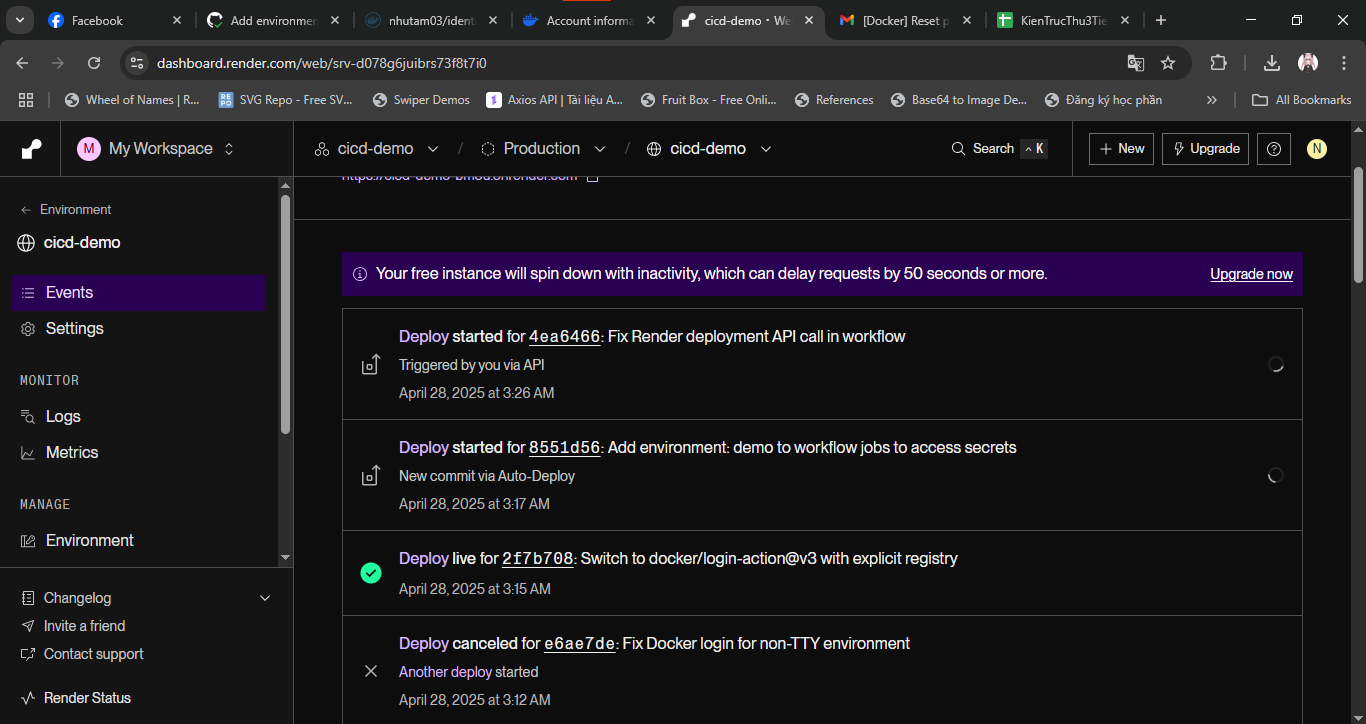 Facebook
Add environmen
nhutam03/ident
Account informa
cicd-demo · We
[Docker] Reset p
KienTrucThu3Tie
dashboard.render.com/web/srv-d078g6juibrs73f8t7i0
Wheel of Names | R...
SVG Repo - Free SV...
Swiper Demos
Axios API | Tài liệu A...
Fruit Box - Free Onli...
References
Base64 to Image De...
Đăng ký học phần
»
All Bookmarks
M My Workspace
cicd-demo / Production / cicd-demo
Search ^ K
+ New
Upgrade
N
← Environment
cicd-demo
Events
Settings
MONITOR
Logs
Metrics
MANAGE
Environment
Changelog
Invite a friend
Contact support
Render Status
Your free instance will spin down with inactivity, which can delay requests by 50 seconds or more.
Upgrade now
Deploy started for 4ea6466: Fix Render deployment API call in workflow
Triggered by you via API
April 28, 2025 at 3:26 AM
Deploy started for 8551d56: Add environment: demo to workflow jobs to access secrets
New commit via Auto-Deploy
April 28, 2025 at 3:17 AM
Deploy live for 2f7b708: Switch to docker/login-action@v3 with explicit registry
April 28, 2025 at 3:15 AM
Deploy canceled for e6ae7de: Fix Docker login for non-TTY environment
Another deploy started
April 28, 2025 at 3:12 AM